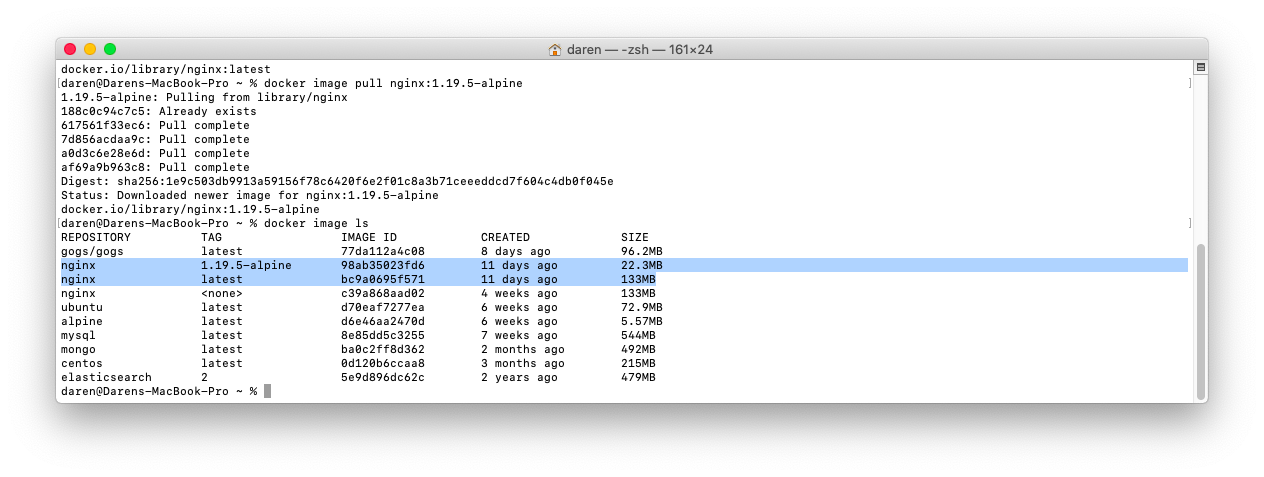 daren — -zsh — 161×24
docker.io/library/nginx:latest
[daren@Darens-MacBook-Pro ~ % docker image pull nginx:1.19.5-alpine ]
1.19.5-alpine: Pulling from library/nginx
188c0c94c7c5: Already exists
617561f33ec6: Pull complete
7d856acdaa9c: Pull complete
a0d3c6e28e6d: Pull complete
af69a9b963c8: Pull complete
Digest: sha256:1e9c503db9913a59156f78c6420f6e2f01c8a3b71ceeeddcd7f604c4db0f045e
Status: Downloaded newer image for nginx:1.19.5-alpine
docker.io/library/nginx:1.19.5-alpine
[daren@Darens-MacBook-Pro ~ % docker image ls ]
REPOSITORY TAG IMAGE ID CREATED SIZE
gogs/gogs latest 77da112a4c08 8 days ago 96.2MB
nginx 1.19.5-alpine 98ab35023fd6 11 days ago 22.3MB
nginx latest bc9a0695f571 11 days ago 133MB
nginx <none> c39a868aad02 4 weeks ago 133MB
ubuntu latest d70eaf7277ea 6 weeks ago 72.9MB
alpine latest d6e46aa2470d 6 weeks ago 5.57MB
mysql latest 8e85dd5c3255 7 weeks ago 544MB
mongo latest ba0c2ff8d362 2 months ago 492MB
centos latest 0d120b6ccaa8 3 months ago 215MB
elasticsearch 2 5e9d896dc62c 2 years ago 479MB
daren@Darens-MacBook-Pro ~ %